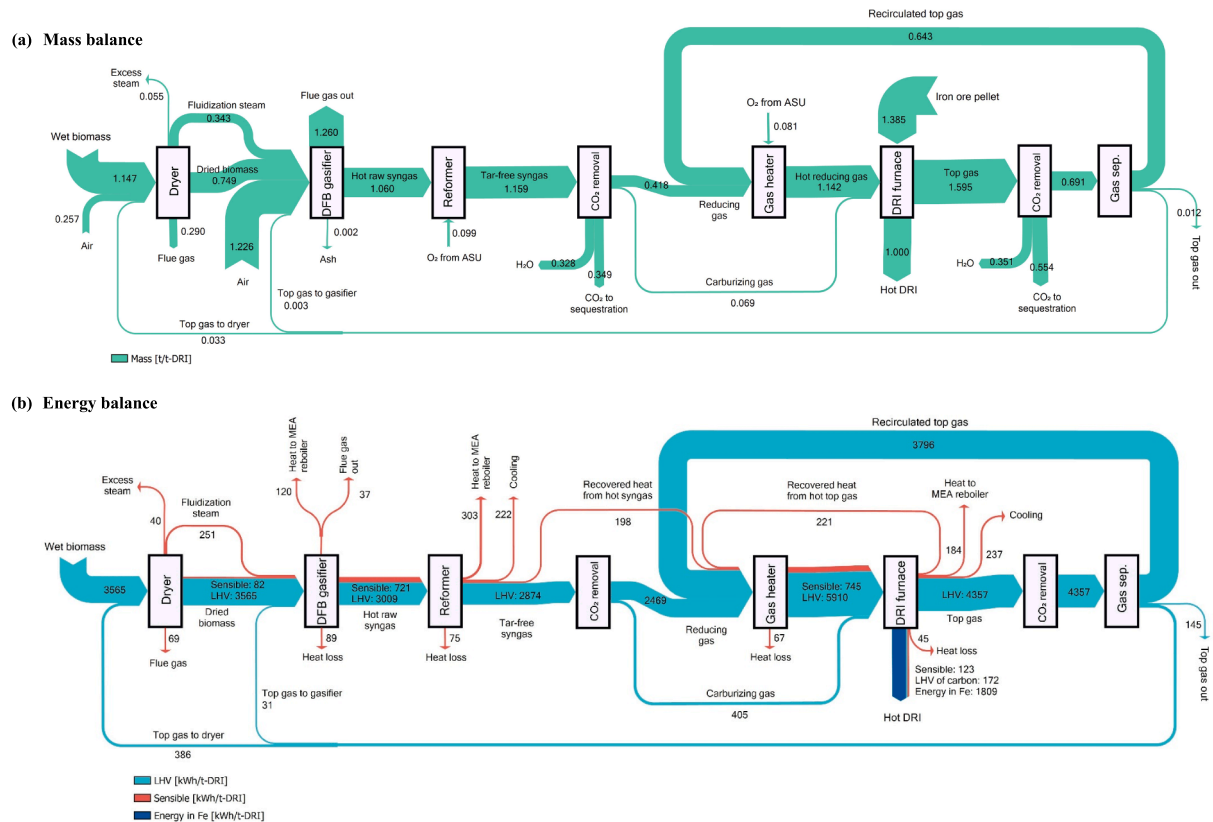 (a) Mass balance
Recirculated top gas
0.643
Excess
steam
0.055
Fluidization steam
0.343
Flue gas out
1.260
O₂ from ASU
0.081
Iron ore pellet
1.385
Wet biomass
1.147
Dryer
Dried biomass
0.749
DFB gasifier
Hot raw syngas
1.060
Reformer
Tar-free syngas
1.159
CO₂ removal
0.418
Reducing
gas
Gas heater
Hot reducing gas
1.142
DRI furnace
Top gas
1.595
CO₂ removal
0.691
Gas sep.
0.012
Top gas out
0.257
Air
0.290
Flue gas
1.226
Air
0.002
Ash
0.099
O₂ from ASU
H₂O
0.328
0.349
CO₂ to
sequestration
Carburizing gas
0.069
1.000
Hot DRI
H₂O
0.351
0.554
CO₂ to
sequestration
Top gas to gasifier
0.003
Top gas to dryer
0.033
Mass [t/t-DRI]
(b) Energy balance
Recirculated top gas
3796
Excess
steam
40
Fluidization
steam
251
Heat to MEA
reboiler
120
Flue gas
out
37
Heat to MEA
reboiler
303
Cooling
222
Recovered heat
from hot syngas
198
Recovered heat
from hot top gas
221
Heat to
MEA reboiler
184
Cooling
237
Wet biomass
3565
Dryer
Sensible: 82
LHV: 3565
Dried
biomass
DFB gasifier
Sensible: 721
LHV: 3009
Hot raw
syngas
Reformer
LHV: 2874
Tar-free
syngas
CO₂ removal
2469
Reducing
gas
Gas heater
Sensible: 745
LHV: 5910
DRI furnace
LHV: 4357
Top gas
CO₂ removal
4357
Gas sep.
145
Top gas out
69
Flue gas
89
Heat loss
75
Heat loss
67
Heat loss
45
Heat loss
Sensible: 123
LHV of carbon: 172
Energy in Fe: 1809
Hot DRI
Top gas to gasifier
31
Carburizing gas
405
Top gas to dryer
386
LHV [kWh/t-DRI]
Sensible [kWh/t-DRI]
Energy in Fe [kWh/t-DRI]